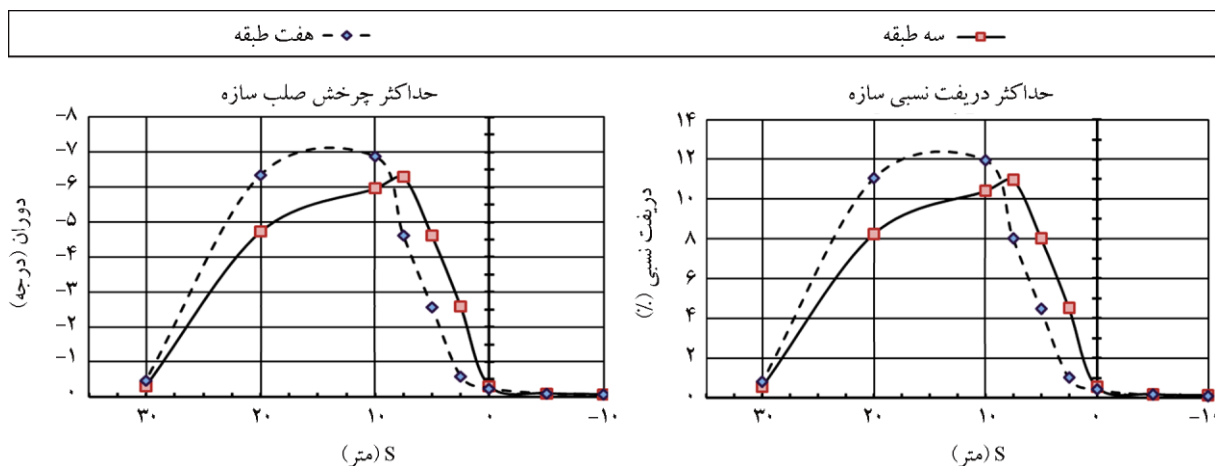 سه طبقه
هفت طبقه
حداکثر دریفت نسبی سازه
۱۴
۱۲
۱۰
۸
۶
۴
۲
۰
دریفت نسبی (٪)
۳۰ ۲۰ ۱۰ ۰ -۱۰
S (متر)
حداکثر چرخش صلب سازه
-۸
-۷
-۶
-۵
-۴
-۳
-۲
-۱
۰
دوران (درجه)
۳۰ ۲۰ ۱۰ ۰ -۱۰
S (متر)